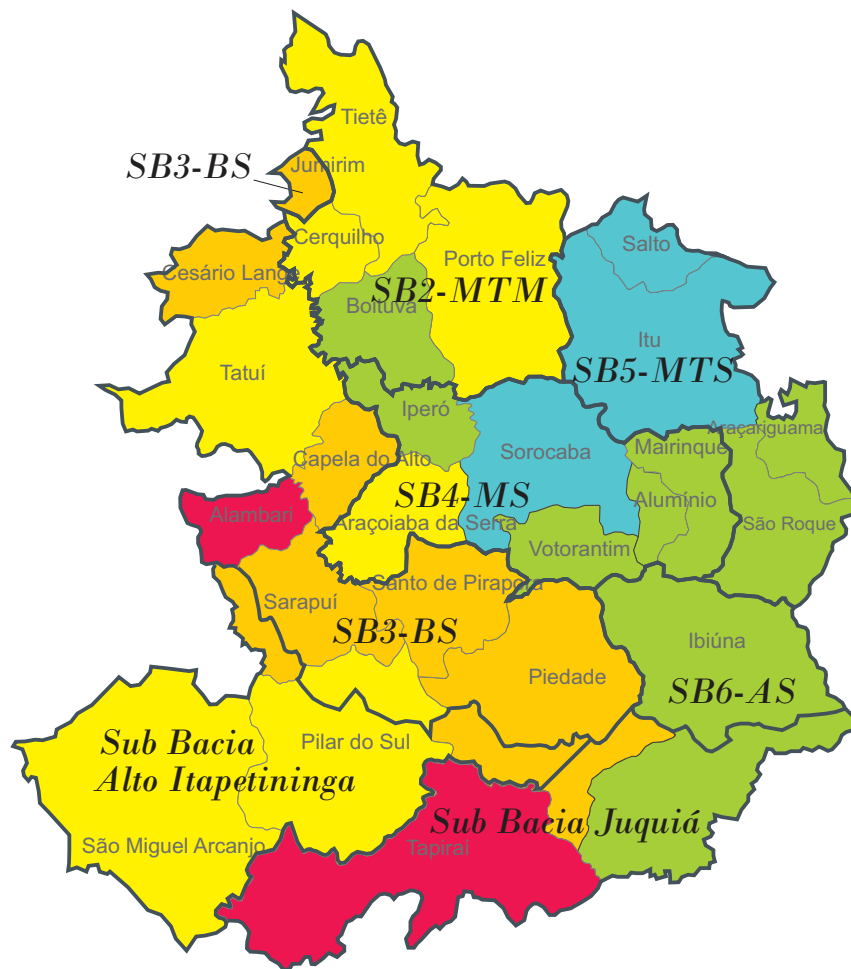 Tietê
SB3-BS
Jumirim
Cerquilho
Porto Feliz
Salto
Cesário Lange
SB2-MTM
Boituva
Itu
SB5-MTS
Tatuí
Iperó
Araçariguama
Mairinque
Sorocaba
Capela do Alto
SB4-MS
Alumínio
Alambari
Araçoiaba da Serra
São Roque
Votorantim
Santo de Pirapora
Sarapuí
SB3-BS
Ibiúna
Piedade
SB6-AS
Sub Bacia
Alto Itapetininga
Pilar do Sul
Sub Bacia Juquiá
São Miguel Arcanjo
Tapiraí